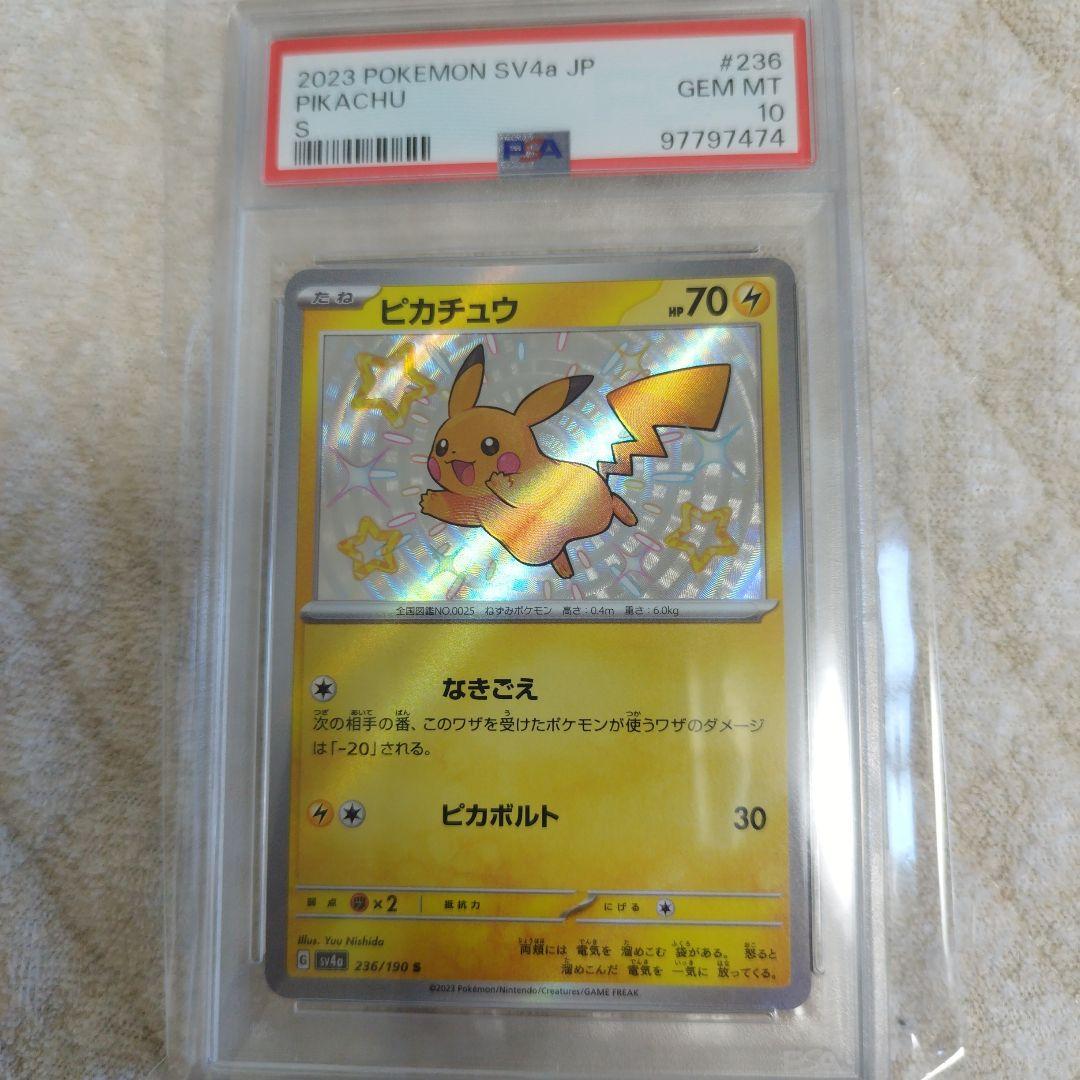 2023 POKEMON SV4a JP #236
PIKACHU GEM MT
S 10
PSA 97797474
たね ピカチュウ HP70
全国図鑑NO.0025 ねずみポケモン 高さ:0.4m 重さ:6.0kg
なきごえ
次の相手の番、このワザを受けたポケモンが使うワザのダメージ
は「-20」される。
ピカボルト 30
弱点 ×2 抵抗力 にげる
Illus. Yuu Nishida
両頬には 電気を 溜めこむ 袋がある。 怒ると
溜めこんだ 電気を 一気に 放ってくる。
G sv4a 236/190 S
©2023 Pokémon/Nintendo/Creatures/GAME FREAK
PSA